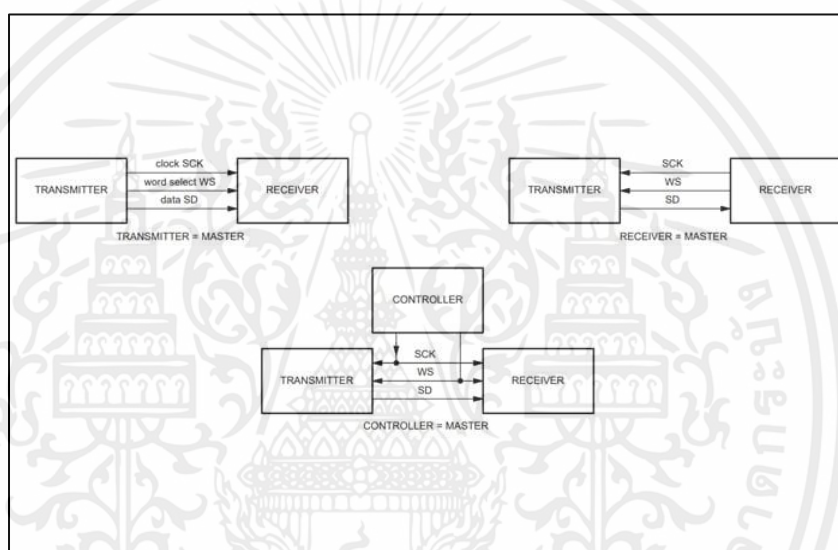 TRANSMITTER
clock SCK
word select WS
data SD
RECEIVER
TRANSMITTER = MASTER
TRANSMITTER
SCK
WS
SD
RECEIVER
RECEIVER = MASTER
CONTROLLER
TRANSMITTER
SCK
WS
SD
RECEIVER
CONTROLLER = MASTER